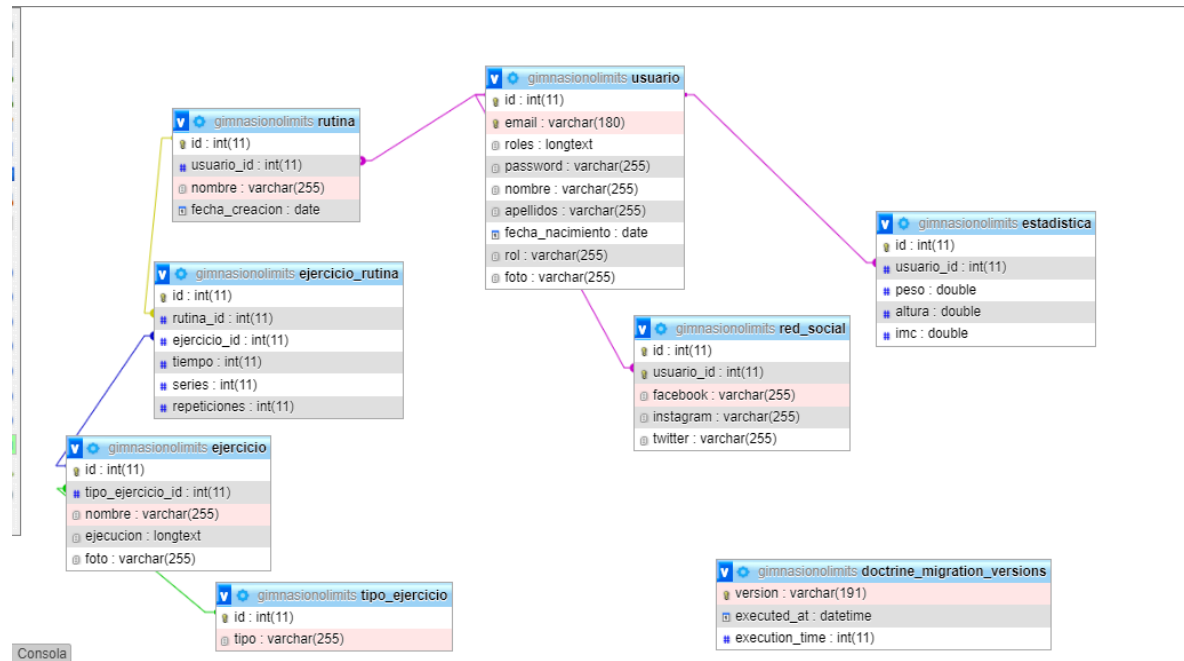 v gimnasionolimits usuario
id : int(11)
email : varchar(180)
roles : longtext
password : varchar(255)
nombre : varchar(255)
apellidos : varchar(255)
fecha_nacimiento : date
rol : varchar(255)
foto : varchar(255)
v gimnasionolimits rutina
id : int(11)
# usuario_id : int(11)
nombre : varchar(255)
fecha_creacion : date
v gimnasionolimits estadistica
id : int(11)
# usuario_id : int(11)
# peso : double
# altura : double
# imc : double
v gimnasionolimits ejercicio_rutina
id : int(11)
# rutina_id : int(11)
# ejercicio_id : int(11)
# tiempo : int(11)
# series : int(11)
# repeticiones : int(11)
v gimnasionolimits red_social
id : int(11)
usuario_id : int(11)
facebook : varchar(255)
instagram : varchar(255)
twitter : varchar(255)
v gimnasionolimits ejercicio
id : int(11)
# tipo_ejercicio_id : int(11)
nombre : varchar(255)
ejecucion : longtext
foto : varchar(255)
v gimnasionolimits tipo_ejercicio
id : int(11)
tipo : varchar(255)
v gimnasionolimits doctrine_migration_versions
version : varchar(191)
executed_at : datetime
# execution_time : int(11)
Consola